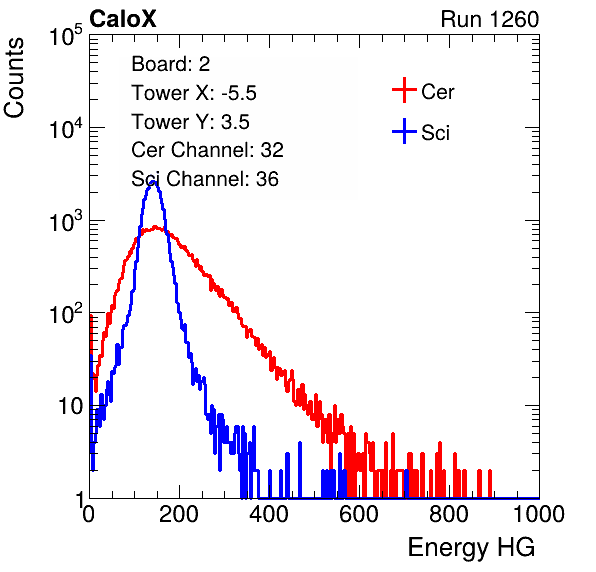 CaloX Run 1260
Counts
10^5
10^4
10^3
10^2
10
1
Board: 2
Tower X: -5.5
Tower Y: 3.5
Cer Channel: 32
Sci Channel: 36
Cer
Sci
0 200 400 600 800 1000
Energy HG